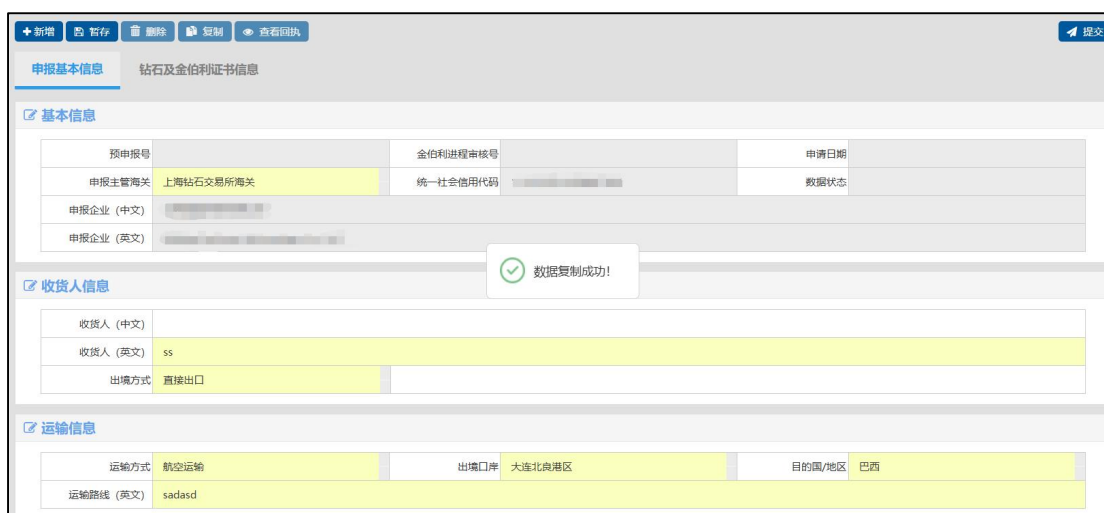 新增 暂存 删除 复制 查看回执 提交
申报基本信息 钻石及金伯利证书信息
基本信息
预申报号 金伯利进程审核号 申请日期
申报主管海关 上海钻石交易所海关 统一社会信用代码 数据状态
申报企业 (中文)
申报企业 (英文)
数据复制成功!
收货人信息
收货人 (中文)
收货人 (英文) ss
出境方式 直接出口
运输信息
运输方式 航空运输 出境口岸 大连北良港区 目的国/地区 巴西
运输路线 (英文) sadasd